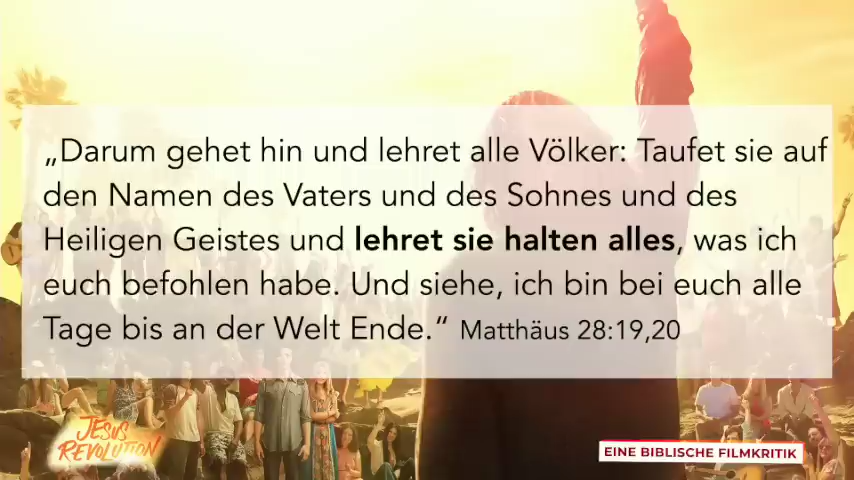 „Darum gehet hin und lehret alle Völker: Taufet sie auf
den Namen des Vaters und des Sohnes und des
Heiligen Geistes und lehret sie halten alles, was ich
euch befohlen habe. Und siehe, ich bin bei euch alle
Tage bis an der Welt Ende.“ Matthäus 28:19,20
JESUS
REVOLUTION
EINE BIBLISCHE FILMKRITIK